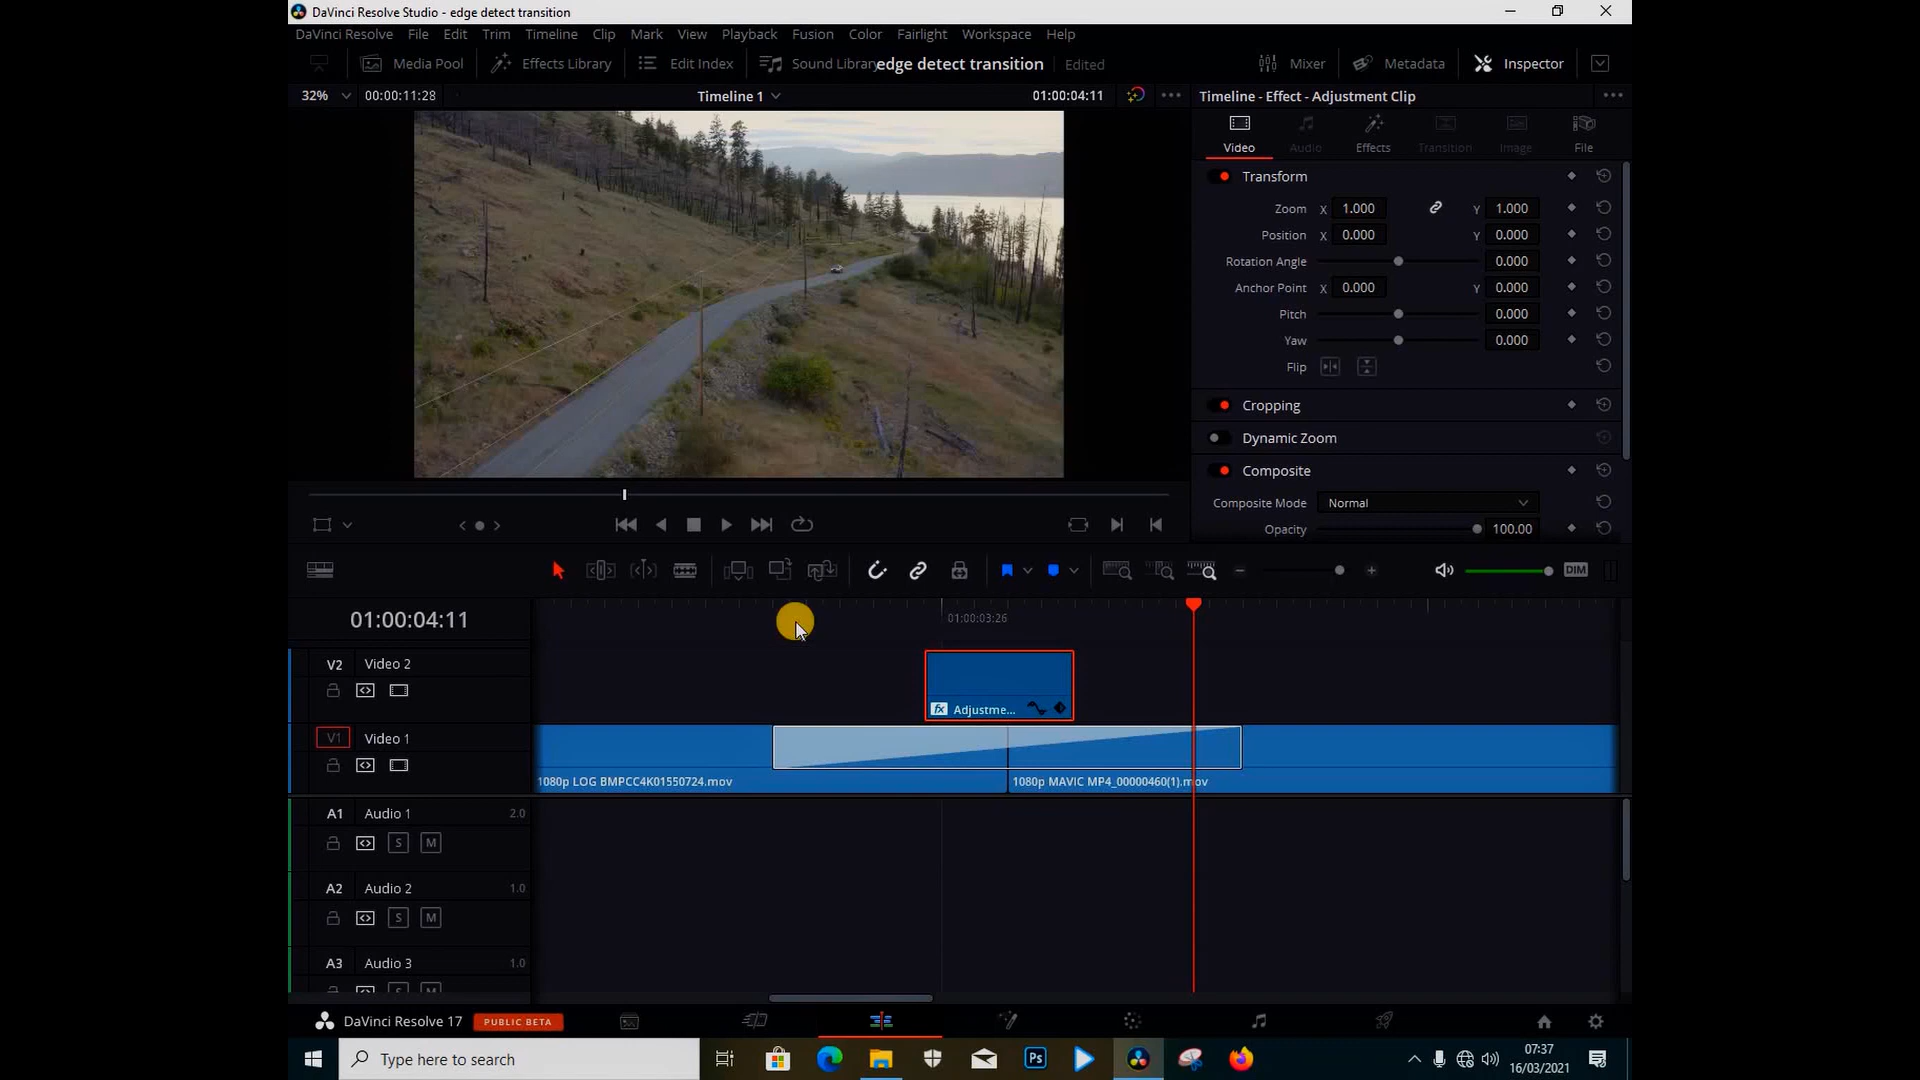 DaVinci Resolve Studio - edge detect transition
DaVinci Resolve File Edit Trim Timeline Clip Mark View Playback Fusion Color Fairlight Workspace Help
Media Pool Effects Library Edit Index Sound Library edge detect transition Edited Mixer Metadata Inspector
32% 00:00:11:28 Timeline 1 01:00:04:11 Timeline - Effect - Adjustment Clip
Video Audio Effects Transition Image File
Transform
Zoom X 1.000 Y 1.000
Position X 0.000 Y 0.000
Rotation Angle 0.000
Anchor Point X 0.000 Y 0.000
Pitch 0.000
Yaw 0.000
Flip
Cropping
Dynamic Zoom
Composite
Composite Mode Normal
Opacity 100.00
DIM
01:00:04:11 01:00:03:26
V2 Video 2
fx Adjustme...
V1 Video 1
1080p LOG BMPCC4K01550724.mov 1080p MAVIC MP4_00000460(1).mov
A1 Audio 1 2.0
S M
A2 Audio 2 1.0
S M
A3 Audio 3 1.0
S M
DaVinci Resolve 17 PUBLIC BETA
Type here to search
Ps
07:37
16/03/2021